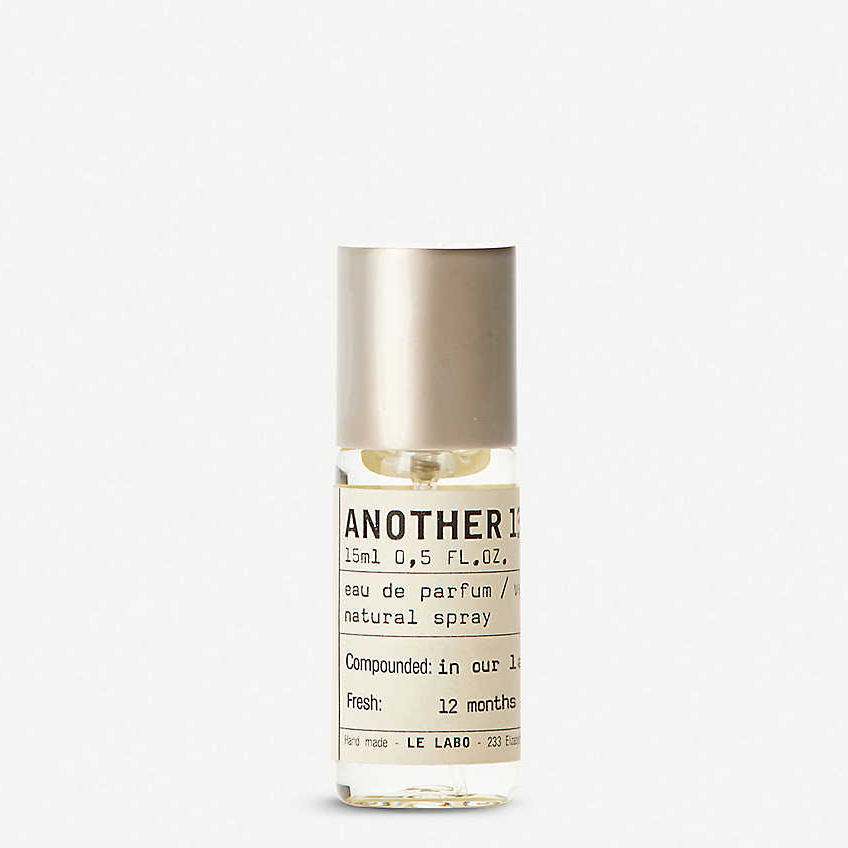 ANOTHER 13
15ml 0,5 FL.OZ.
eau de parfum /
natural spray
Compounded: in our
Fresh: 12 months
Hand made - LE LABO - 233